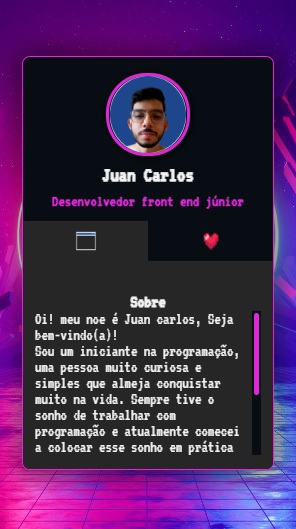 Juan Carlos
Desenvolvedor front end júnior
Sobre
Oi! meu noe é Juan carlos, Seja
bem-vindo(a)!
Sou um iniciante na programação,
uma pessoa muito curiosa e
simples que almeja conquistar
muito na vida. Sempre tive o
sonho de trabalhar com
programação e atualmente comecei
a colocar esse sonho em prática